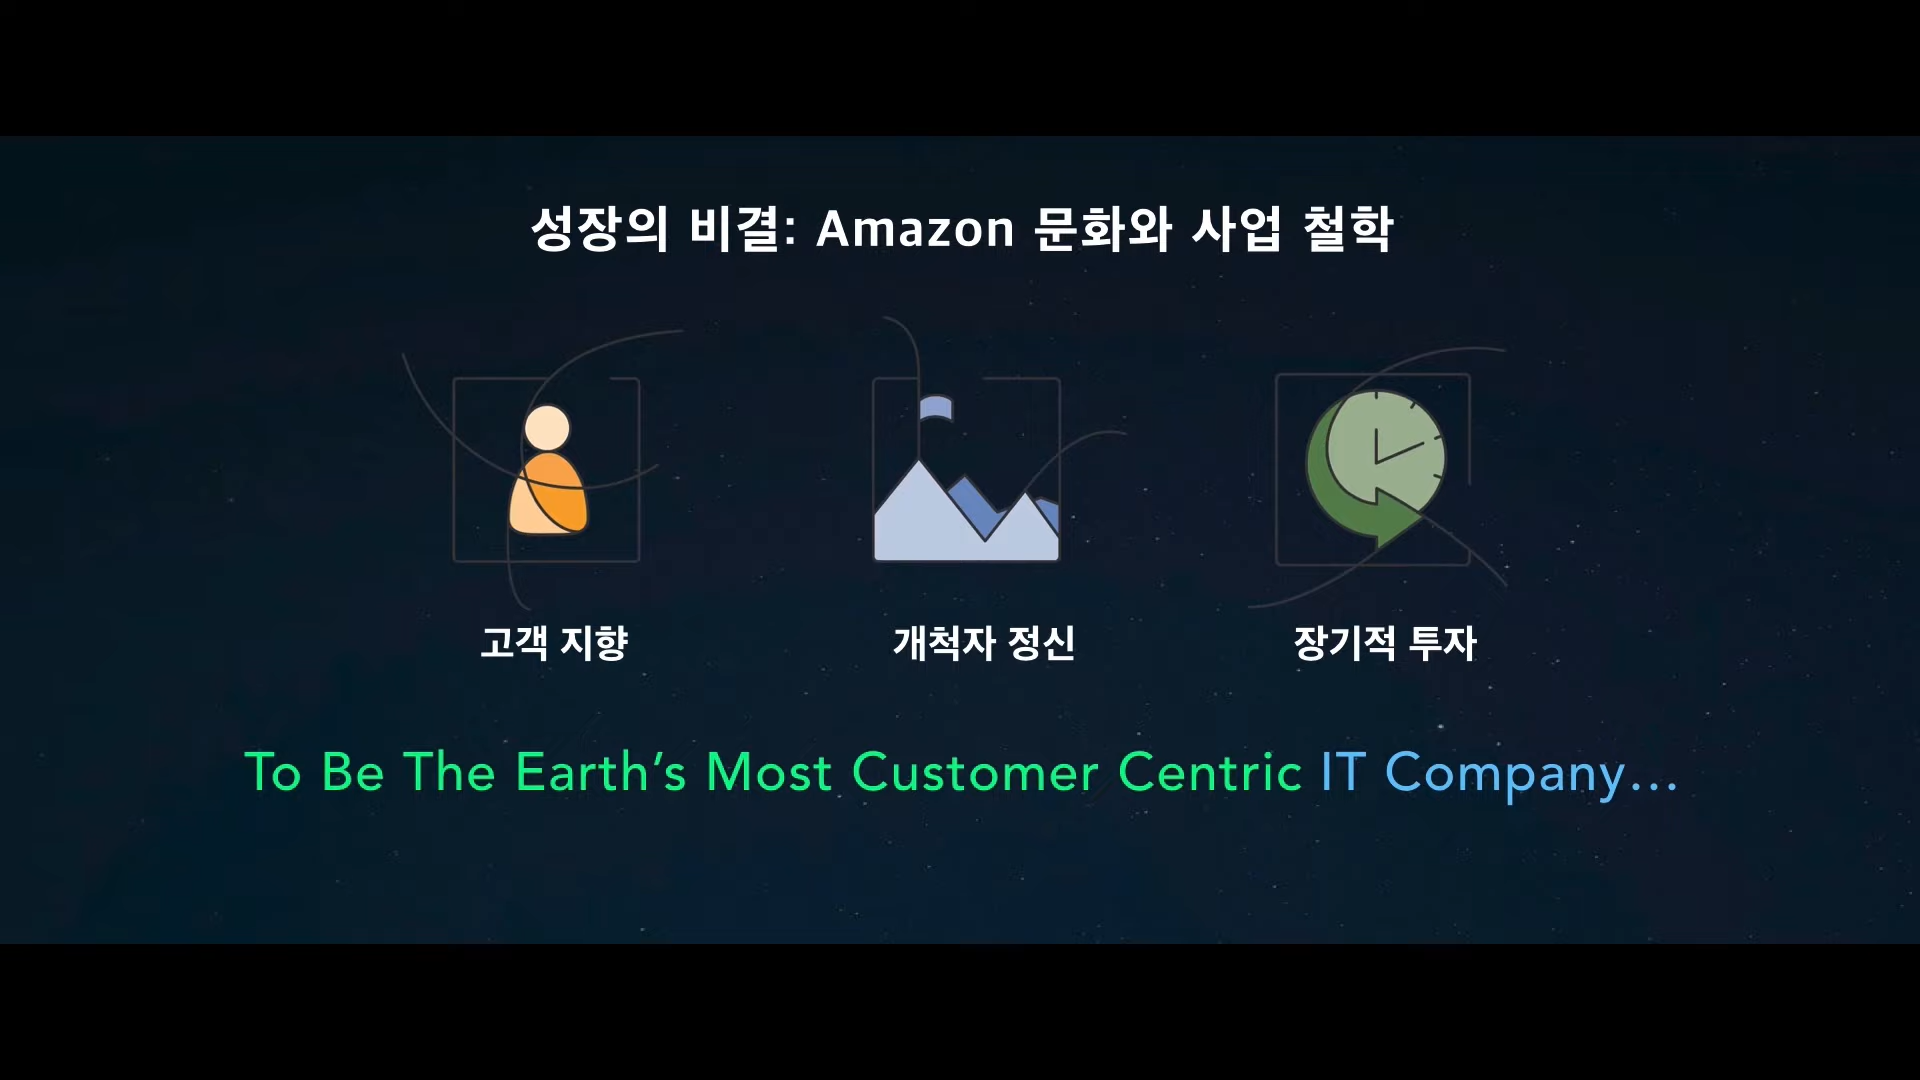 성장의 비결: Amazon 문화와 사업 철학
고객 지향
개척자 정신
장기적 투자
To Be The Earth’s Most Customer Centric IT Company...